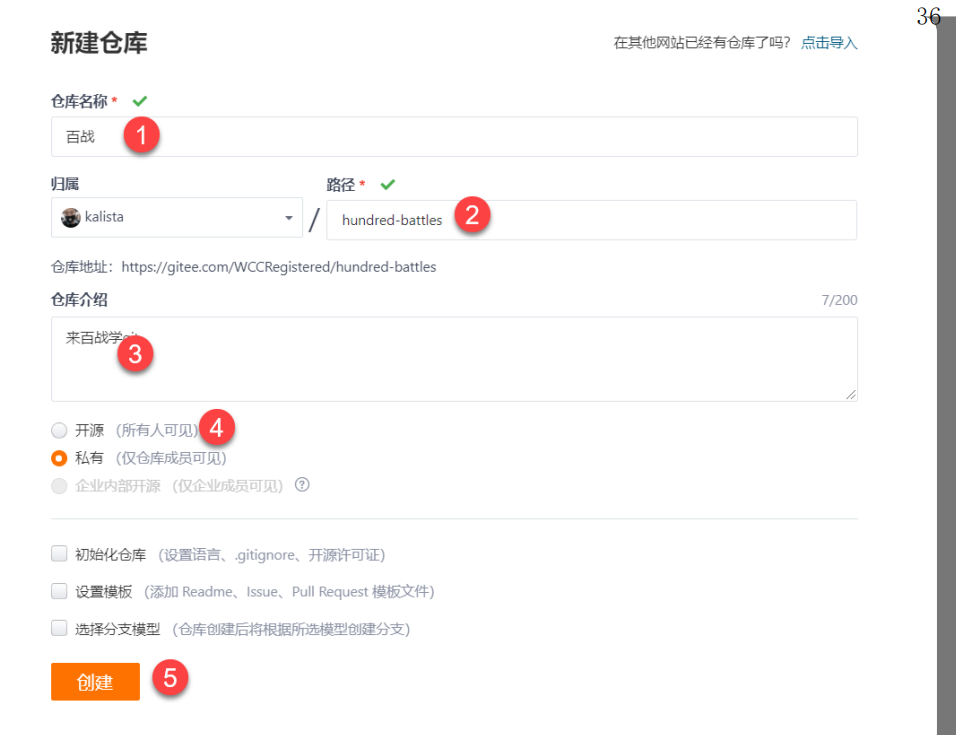 36
新建仓库
在其他网站已经有仓库了吗? 点击导入
仓库名称 *
百战 1
归属 路径 *
kalista / hundred-battles 2
仓库地址：https://gitee.com/WCCRegistered/hundred-battles
仓库介绍 7/200
来百战学
3
开源 (所有人可见) 4
私有 (仅仓库成员可见)
企业内部开源 (仅企业成员可见) ?
初始化仓库 (设置语言、.gitignore、开源许可证)
设置模板 (添加 Readme、Issue、Pull Request 模板文件)
选择分支模型 (仓库创建后将根据所选模型创建分支)
创建 5